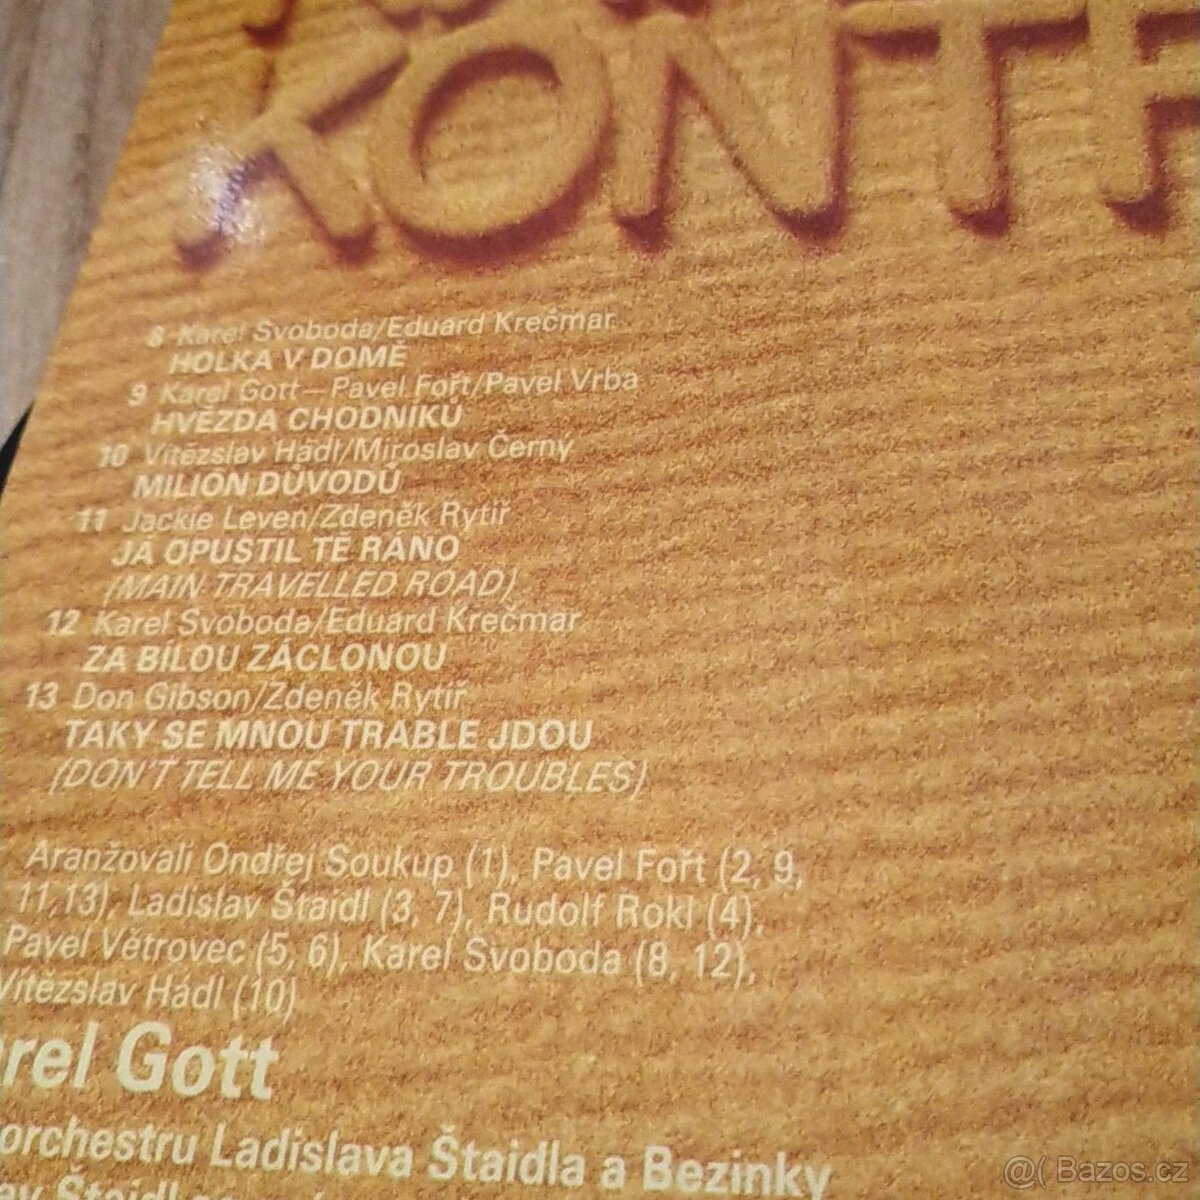 KONTR
8 Karel Svoboda/Eduard Krečmar
HOLKA V DOMĚ
9 Karel Gott—Pavel Fořt/Pavel Vrba
HVĚZDA CHODNÍKŮ
10 Vítězslav Hádl/Miroslav Černý
MILIÓN DŮVODŮ
11 Jackie Leven/Zdeněk Rytíř
JÁ OPUSTIL TĚ RÁNO
(MAIN TRAVELLED ROAD)
12 Karel Svoboda/Eduard Krečmar
ZA BÍLOU ZÁCLONOU
13 Don Gibson/Zdeněk Rytíř
TAKY SE MNOU TRABLE JDOU
(DON'T TELL ME YOUR TROUBLES)
Aranžovali Ondřej Soukup (1), Pavel Fořt (2, 9,
11,13), Ladislav Štaidl (3, 7), Rudolf Rokl (4),
Pavel Větrovec (5, 6), Karel Svoboda (8, 12),
Vítězslav Hádl (10)
arel Gott
orchestru Ladislava Štaidla a Bezinky
av Štaidl
@( Bazos.cz